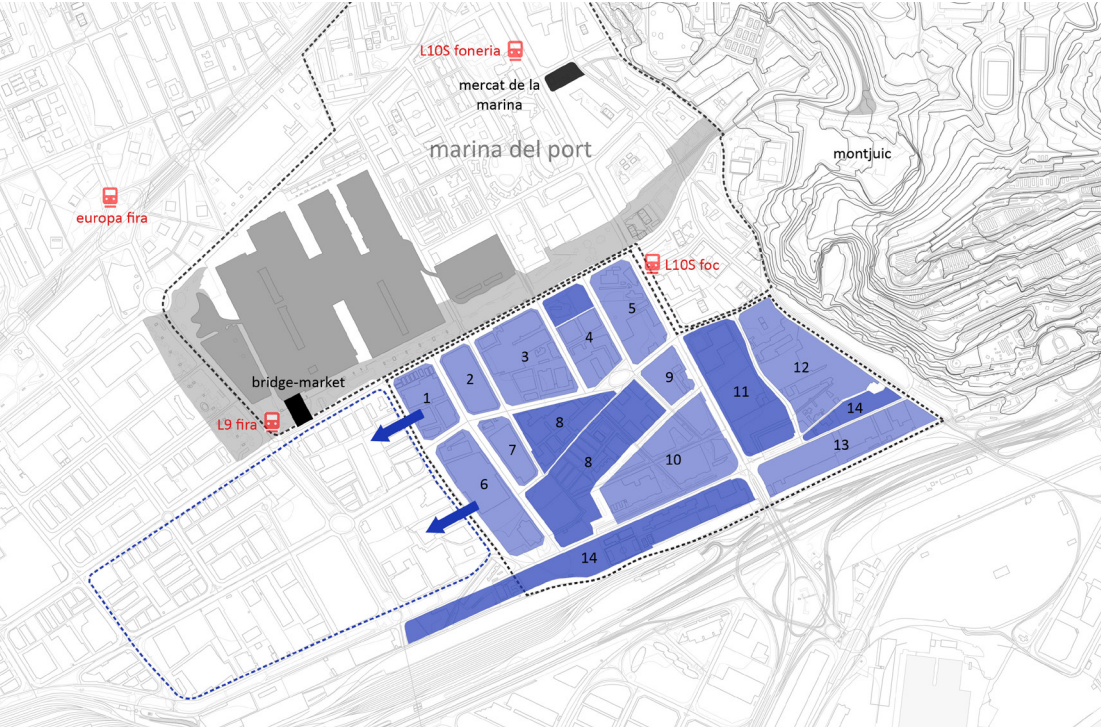 L10S foneria
mercat de la
marina
marina del port
montjuic
europa fira
L10S foc
bridge-market
L9 fira
1
2
3
4
5
6
7
8
8
9
10
11
12
14
13
14